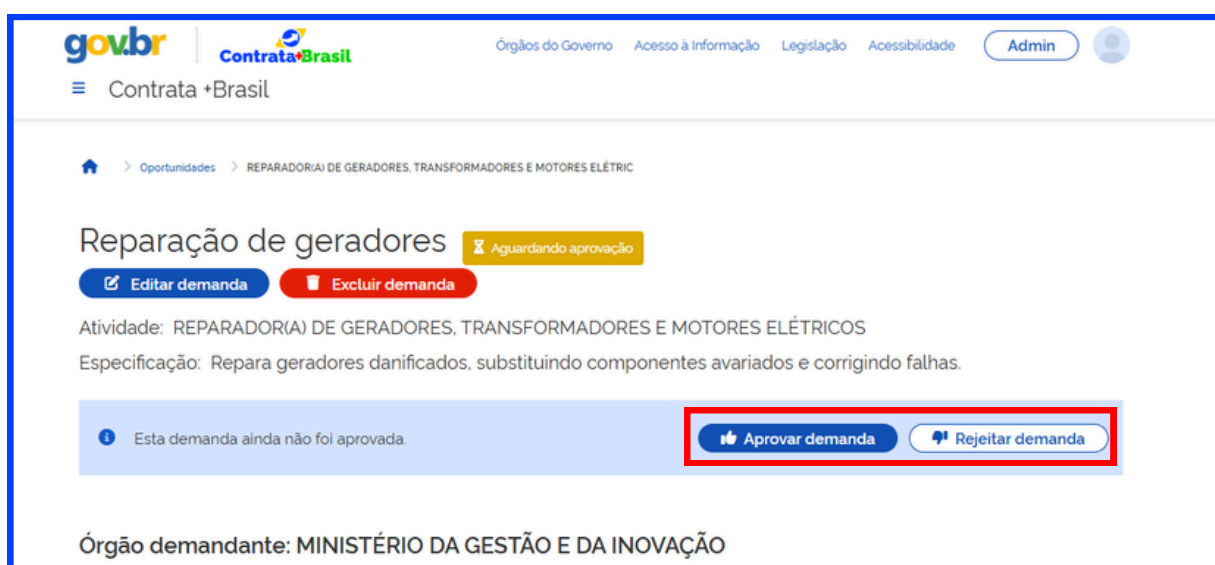 gov.br
Contrata+Brasil
Órgãos do Governo Acesso à Informação Legislação Acessibilidade Admin
Contrata +Brasil
Oportunidades > REPARADOR(A) DE GERADORES, TRANSFORMADORES E MOTORES ELÉTRIC
Reparação de geradores Aguardando aprovação
Editar demanda Excluir demanda
Atividade: REPARADOR(A) DE GERADORES, TRANSFORMADORES E MOTORES ELÉTRICOS
Especificação: Repara geradores danificados, substituindo componentes avariados e corrigindo falhas.
Esta demanda ainda não foi aprovada. Aprovar demanda Rejeitar demanda
Órgão demandante: MINISTÉRIO DA GESTÃO E DA INOVAÇÃO